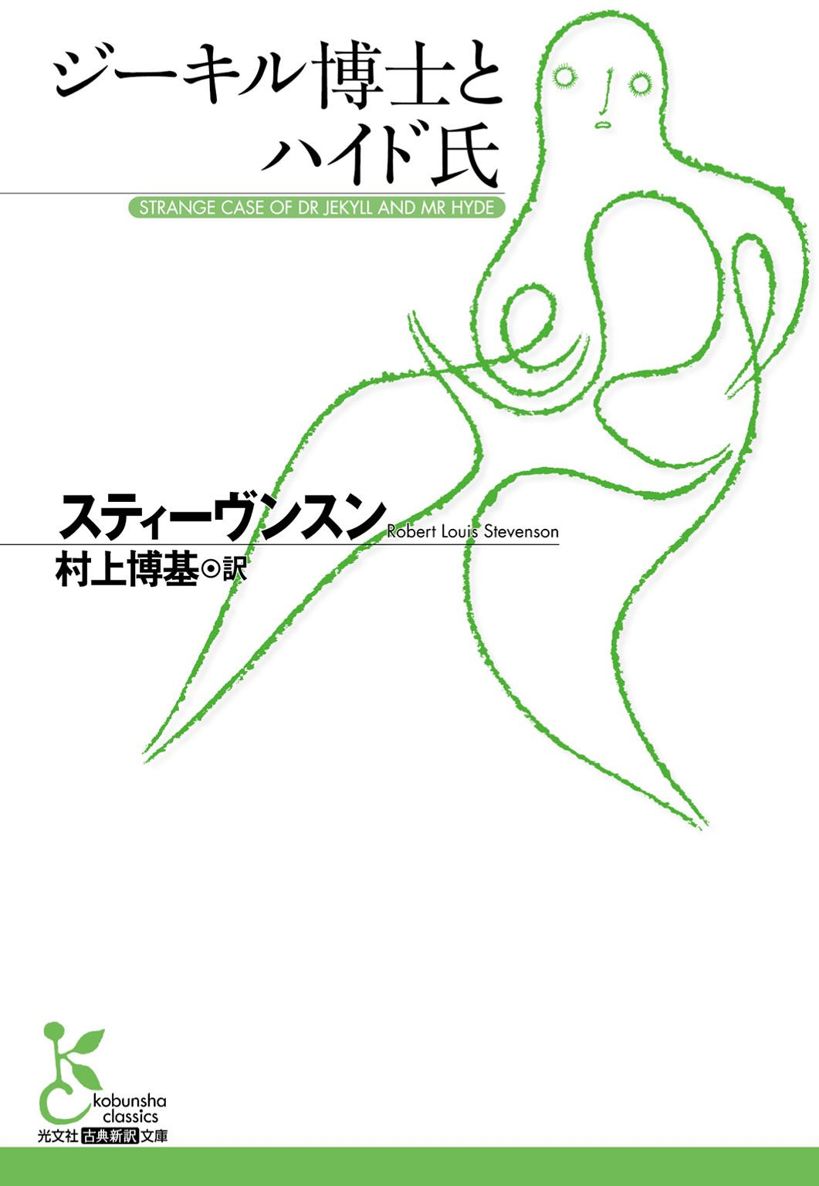 ジーキル博士と
ハイド氏
STRANGE CASE OF DR JEKYLL AND MR HYDE
スティーヴンスン Robert Louis Stevenson
村上博基◉訳
kobunsha
classics
光文社 古典新訳 文庫